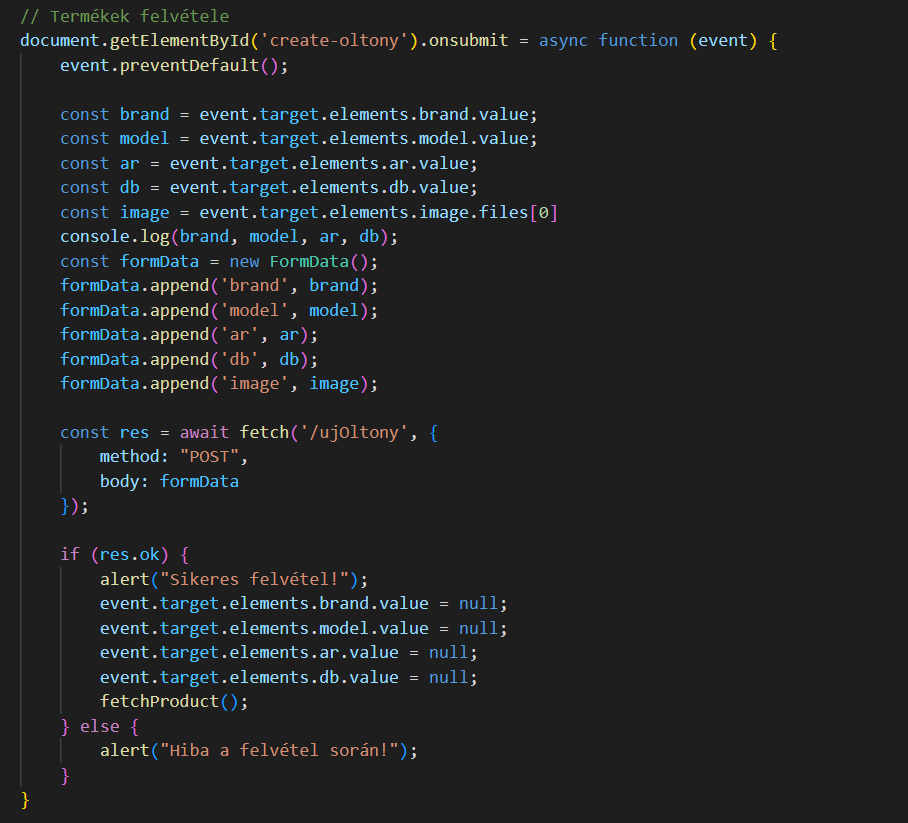 // Termékek felvétele
document.getElementById('create-oltony').onsubmit = async function (event) {
    event.preventDefault();

    const brand = event.target.elements.brand.value;
    const model = event.target.elements.model.value;
    const ar = event.target.elements.ar.value;
    const db = event.target.elements.db.value;
    const image = event.target.elements.image.files[0]
    console.log(brand, model, ar, db);
    const formData = new FormData();
    formData.append('brand', brand);
    formData.append('model', model);
    formData.append('ar', ar);
    formData.append('db', db);
    formData.append('image', image);

    const res = await fetch('/ujOltony', {
        method: "POST",
        body: formData
    });

    if (res.ok) {
        alert("Sikeres felvétel!");
        event.target.elements.brand.value = null;
        event.target.elements.model.value = null;
        event.target.elements.ar.value = null;
        event.target.elements.db.value = null;
        fetchProduct();
    } else {
        alert("Hiba a felvétel során!");
    }
}